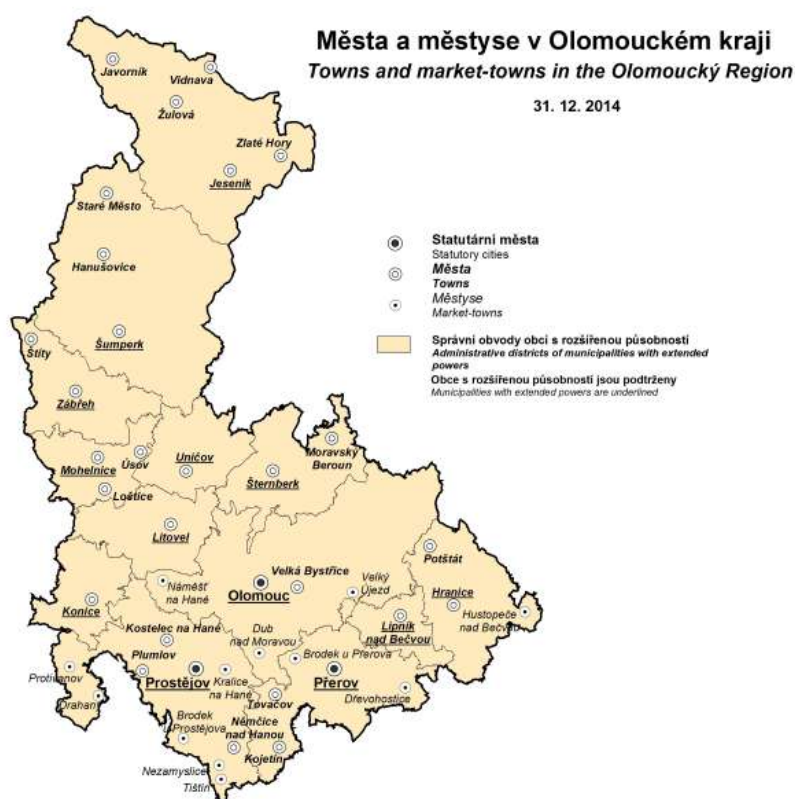 Města a městyse v Olomouckém kraji
Towns and market-towns in the Olomoucký Region
31. 12. 2014
Javorník
Vidnava
Žulová
Zlaté Hory
Jeseník
Staré Město
Hanušovice
Šumperk
Štíty
Zábřeh
Statutární města
Statutory cities
Města
Towns
Městyse
Market-towns
Správní obvody obcí s rozšířenou působností
Administrative districts of municipalities with extended
powers
Obce s rozšířenou působností jsou podtrženy
Municipalities with extended powers are underlined
Mohelnice
Úsov
Uničov
Moravský
Beroun
Šternberk
Loštice
Litovel
Potštát
Velká Bystřice
Náměšť
na Hané
Olomouc
Velký
Újezd
Hranice
Konice
Hustopeče
nad Bečvou
Lipník
nad Bečvou
Kostelec na Hané
Dub
nad Moravou
Plumlov
Brodek u Přerova
Protivanov
Prostějov
Kralice
na Hané
Přerov
Drahan
Tovačov
Dřevohostice
Brodek
u Prostějova
Němčice
nad Hanou
Kojetín
Nezamyslice
Tištín